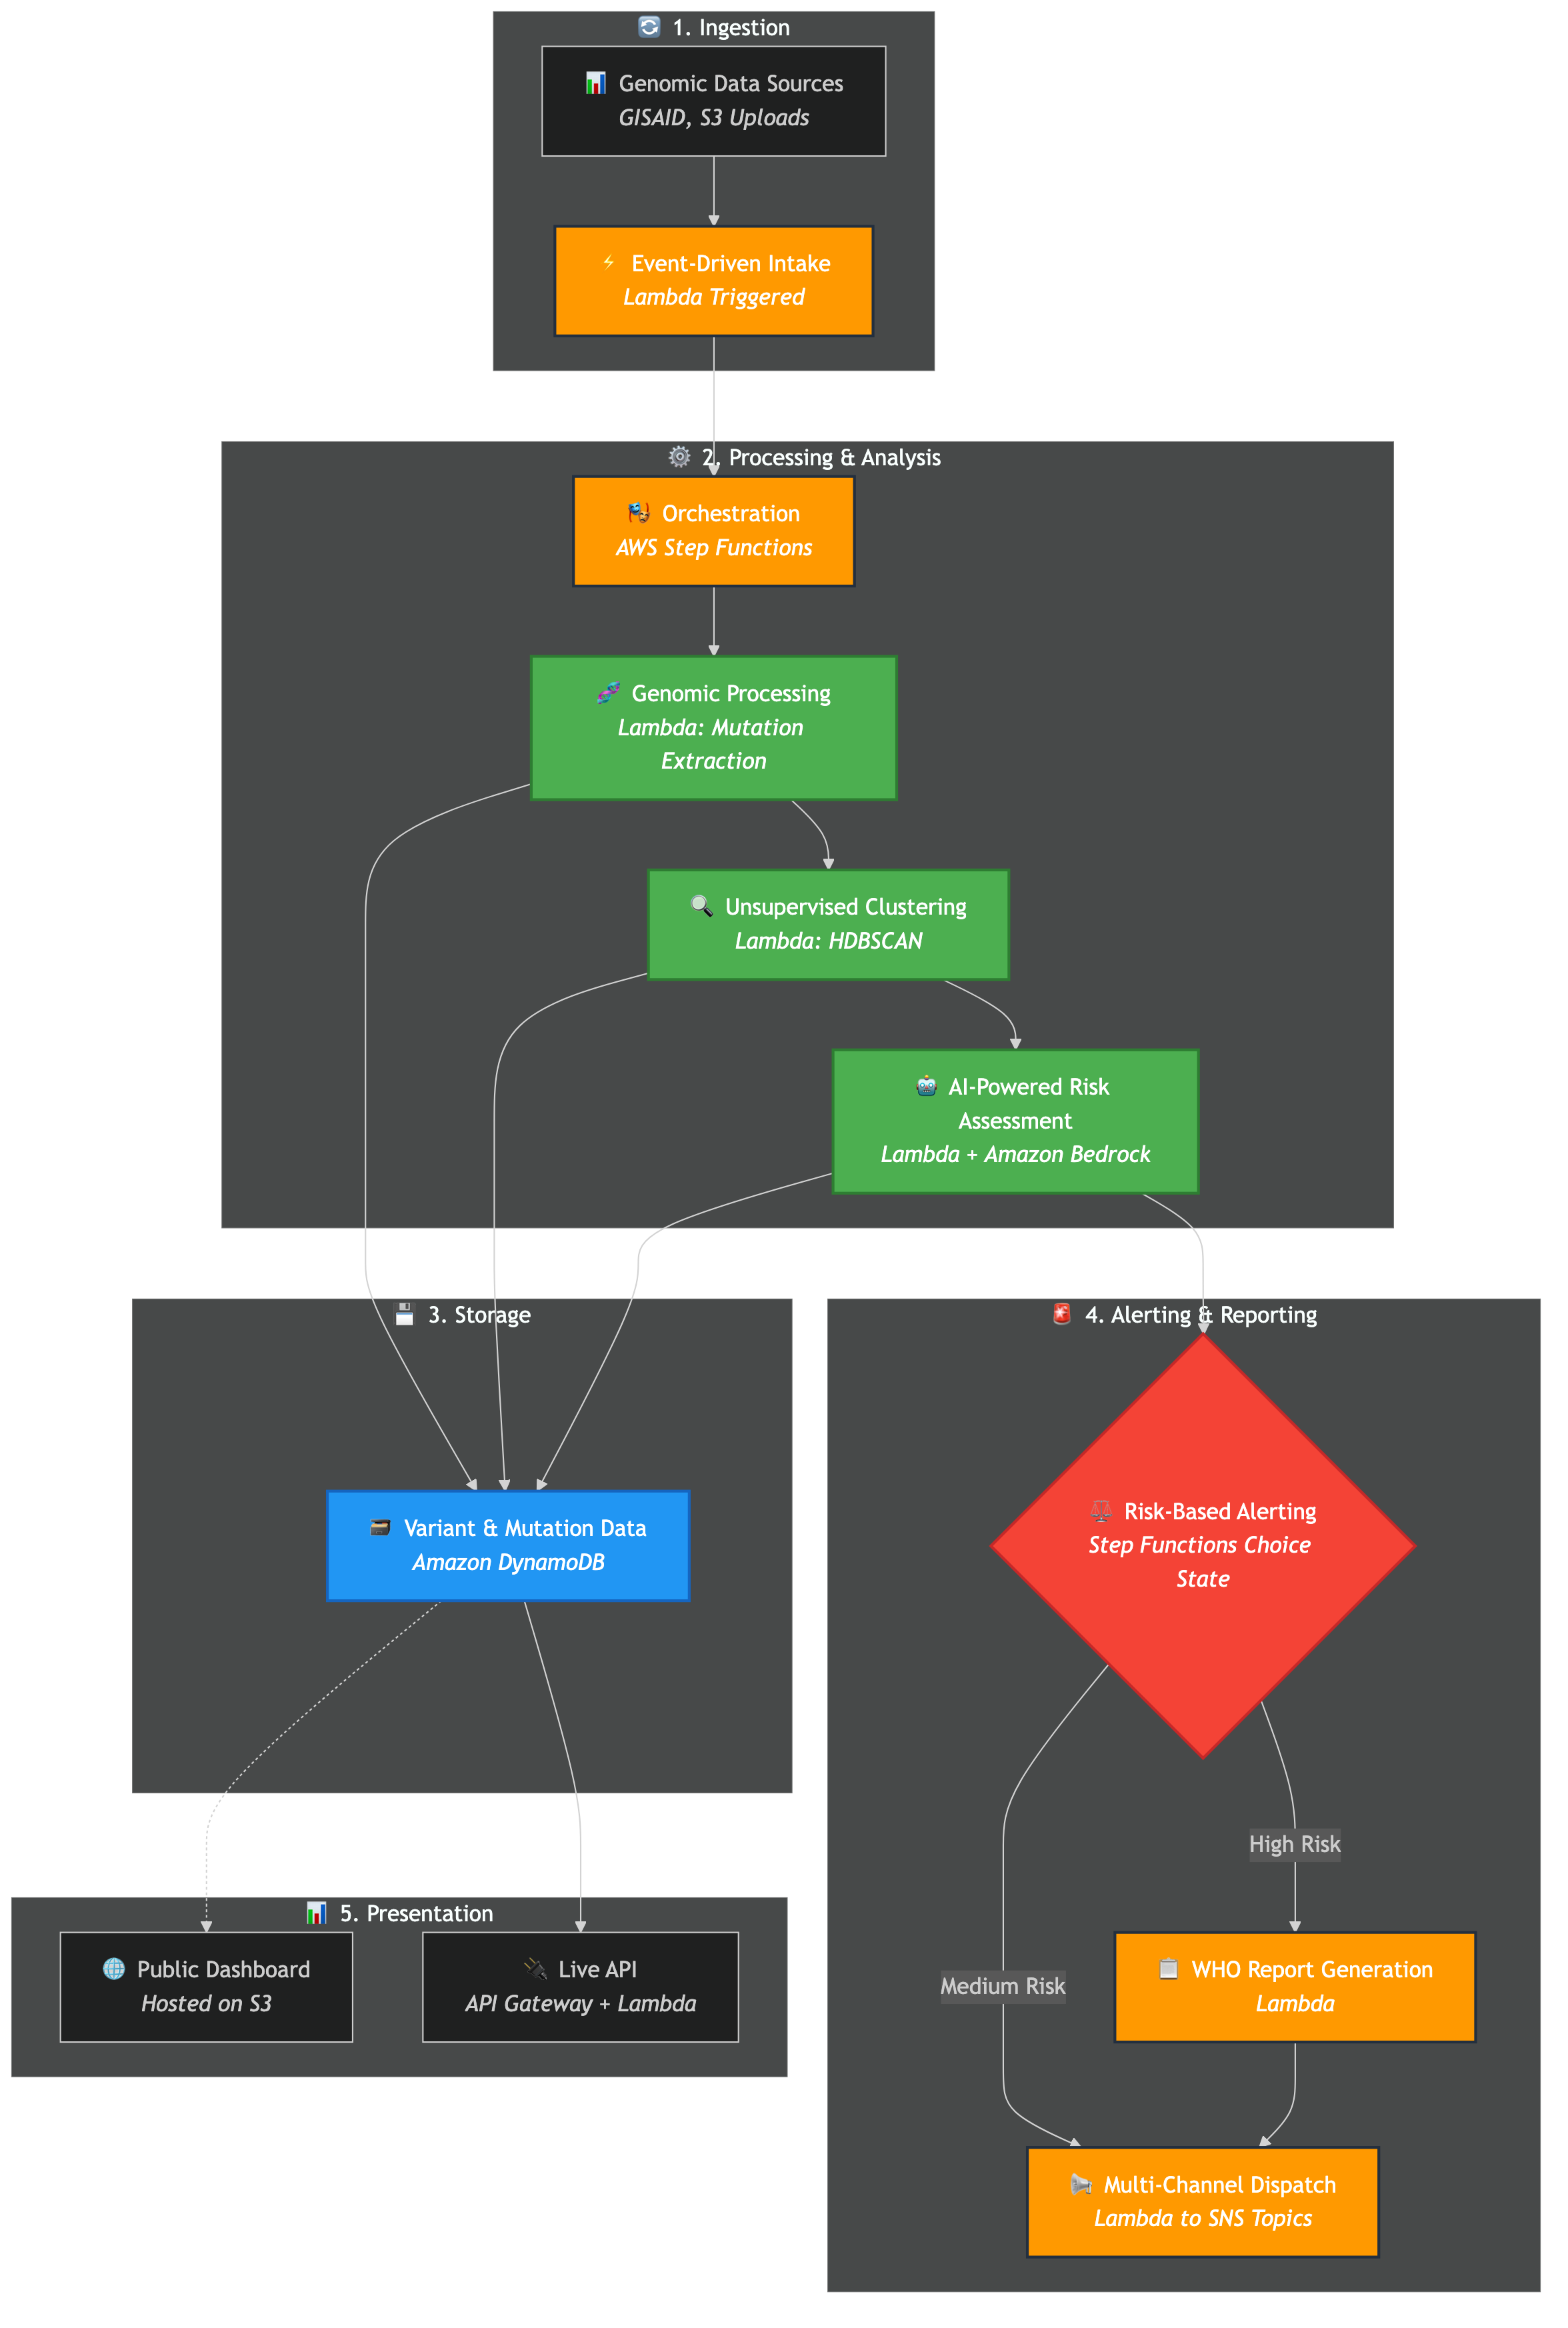 1. Ingestion
Genomic Data Sources
GISAID, S3 Uploads
Event-Driven Intake
Lambda Triggered
2. Processing & Analysis
Orchestration
AWS Step Functions
Genomic Processing
Lambda: Mutation
Extraction
Unsupervised Clustering
Lambda: HDBSCAN
AI-Powered Risk
Assessment
Lambda + Amazon Bedrock
3. Storage
Variant & Mutation Data
Amazon DynamoDB
4. Alerting & Reporting
Risk-Based Alerting
Step Functions Choice
State
High Risk
Medium Risk
WHO Report Generation
Lambda
Multi-Channel Dispatch
Lambda to SNS Topics
5. Presentation
Public Dashboard
Hosted on S3
Live API
API Gateway + Lambda